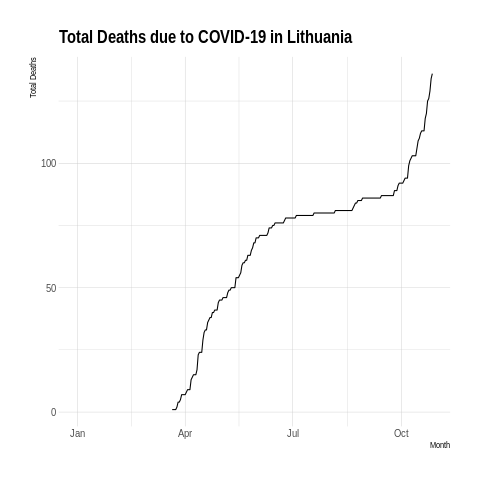 Total Deaths due to COVID-19 in Lithuania
Total Deaths
100
50
0
Jan Apr Jul Oct
Month